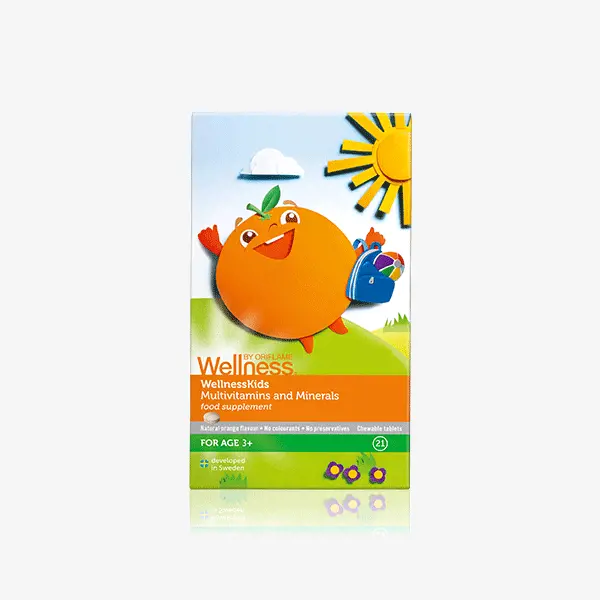 BY ORIFLAME
Wellness
WellnessKids
Multivitamins and Minerals
food supplement
Natural orange flavour • No colourants • No preservatives Chewable tablets
FOR AGE 3+
21
developed
in Sweden